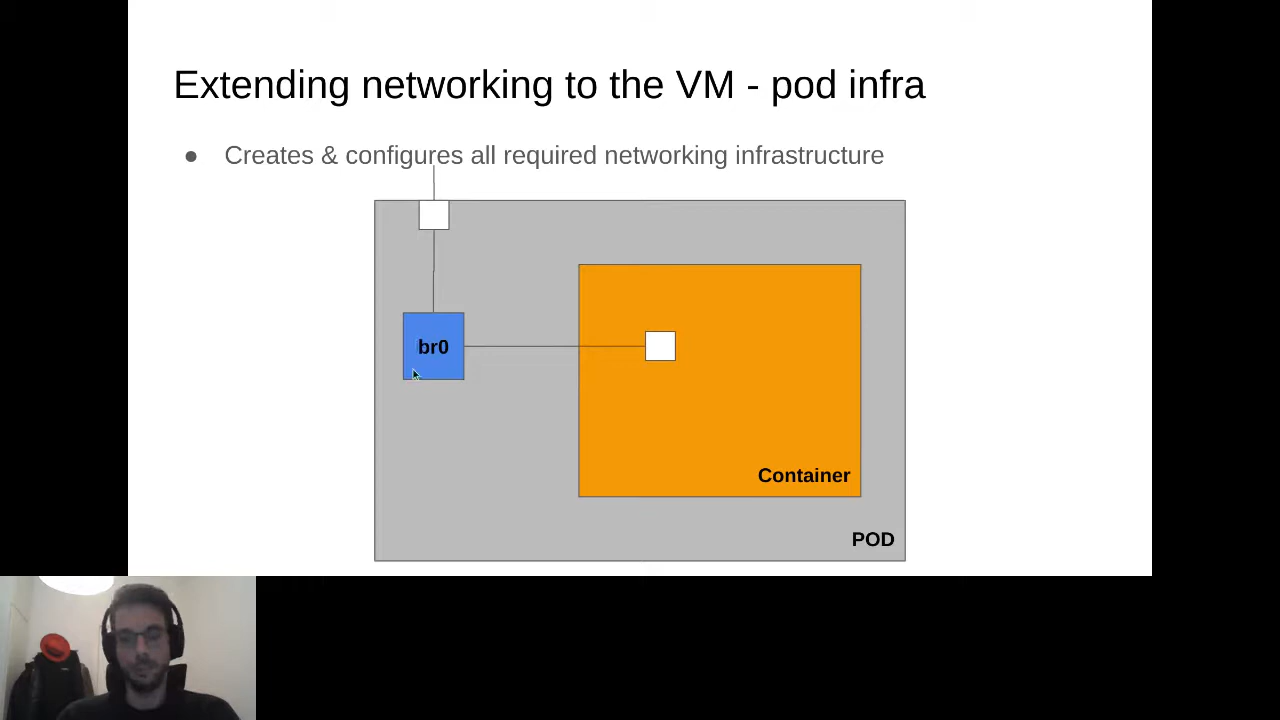 Extending networking to the VM - pod infra
● Creates & configures all required networking infrastructure
br0
Container
POD